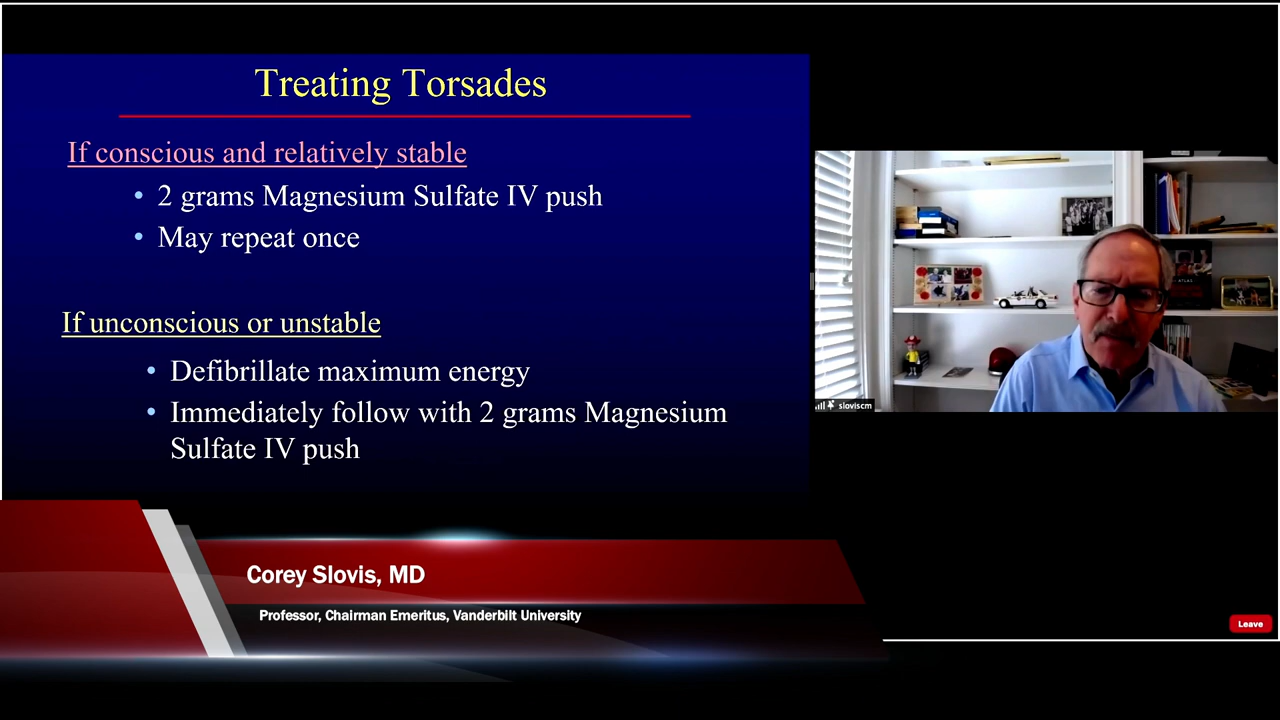 Treating Torsades
If conscious and relatively stable
• 2 grams Magnesium Sulfate IV push
• May repeat once
If unconscious or unstable
• Defibrillate maximum energy
• Immediately follow with 2 grams Magnesium
Sulfate IV push
sloviscm
Corey Slovis, MD
Professor, Chairman Emeritus, Vanderbilt University
Leave